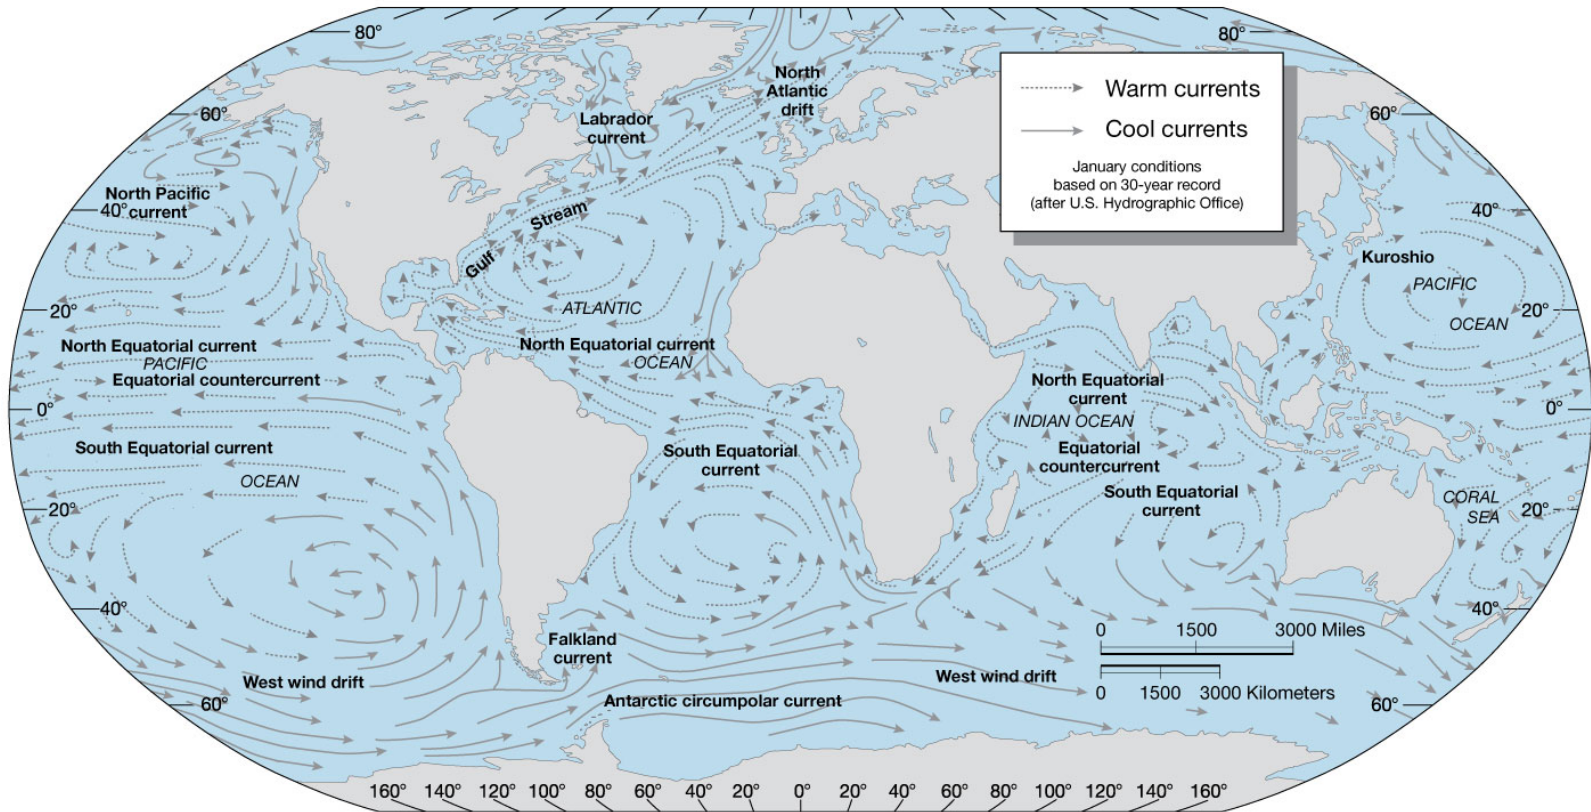 80°
80°
North
Atlantic
drift
Warm currents
Cool currents
January conditions
based on 30-year record
(after U.S. Hydrographic Office)
60°
60°
Labrador
current
North Pacific
current
40°
40°
Gulf Stream
Kuroshio
PACIFIC
OCEAN
20°
20°
ATLANTIC
OCEAN
North Equatorial current
North Equatorial current
PACIFIC
Equatorial countercurrent
North Equatorial
current
0°
0°
INDIAN OCEAN
South Equatorial current
South Equatorial
current
Equatorial
countercurrent
OCEAN
South Equatorial
current
CORAL
SEA
20°
20°
40°
40°
Falkland
current
0 1500 3000 Miles
0 1500 3000 Kilometers
West wind drift
West wind drift
Antarctic circumpolar current
60°
60°
160° 140° 120° 100° 80° 60° 40° 20° 0° 20° 40° 60° 80° 100° 120° 140° 160°